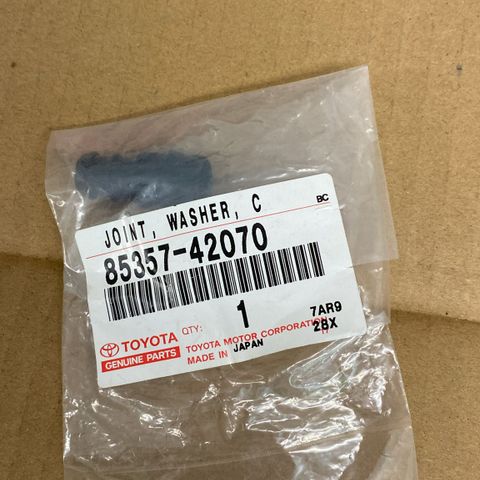 JOINT, WASHER, C
BC
85357-42070
TOYOTA
GENUINE PARTS
QTY: 1
7AR9
2BX
TOYOTA MOTOR CORPORATION
MADE IN JAPAN